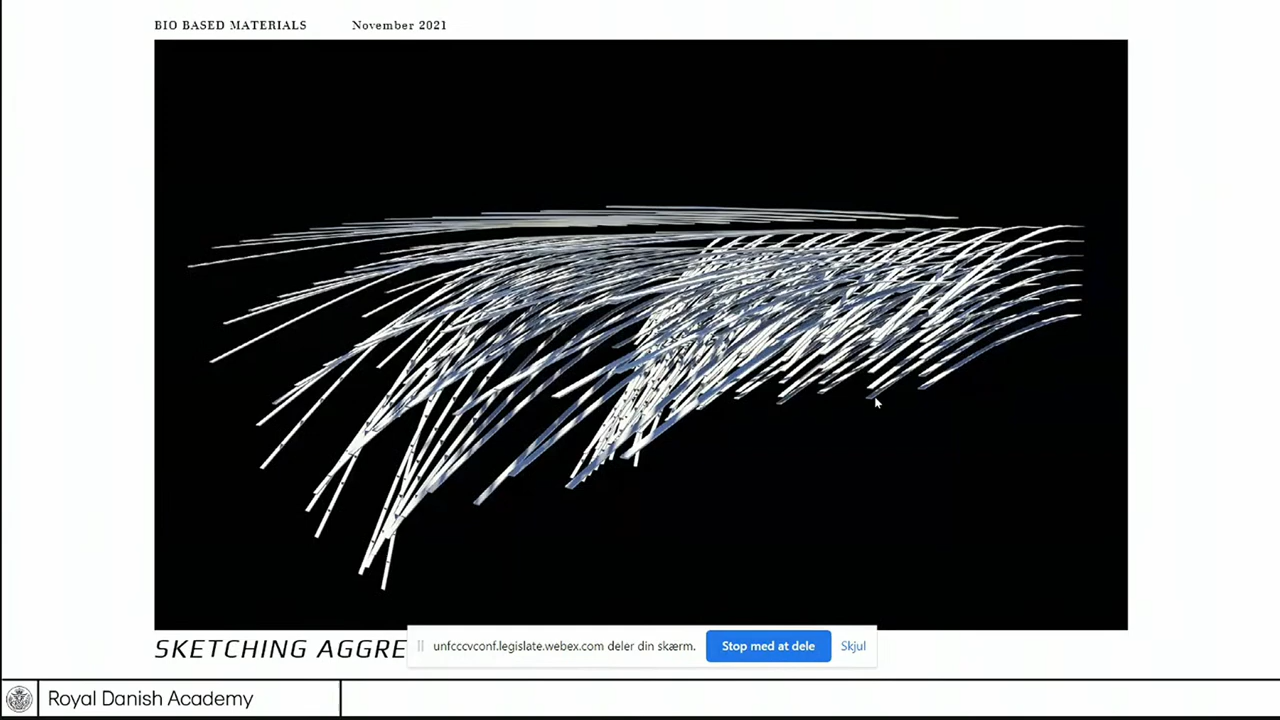 BIO BASED MATERIALS November 2021
SKETCHING AGGRE
unfcccvconf.legislate.webex.com deler din skærm.
Stop med at dele
Skjul
Royal Danish Academy